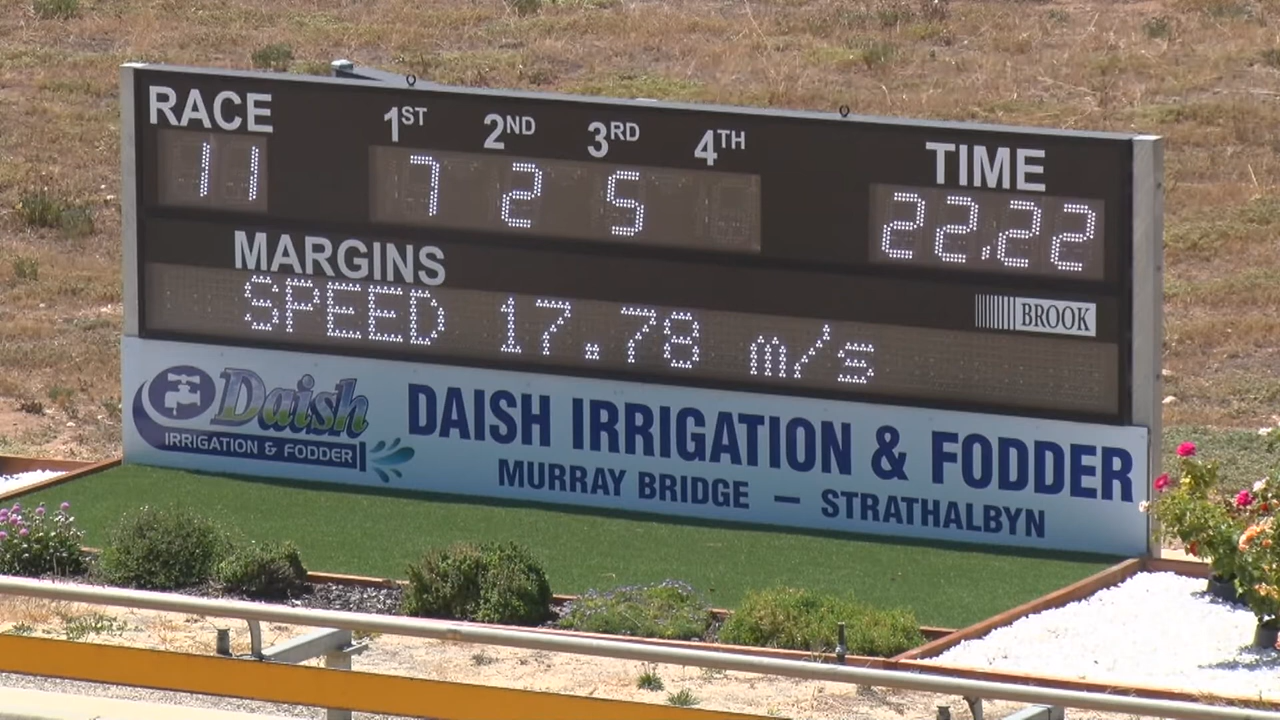 RACE 1ST 2ND 3RD 4TH TIME
11 7 2 5 22.22
MARGINS
BROOK
SPEED 17.78 m/s
Daish
IRRIGATION & FODDER
DAISH IRRIGATION & FODDER
MURRAY BRIDGE — STRATHALBYN